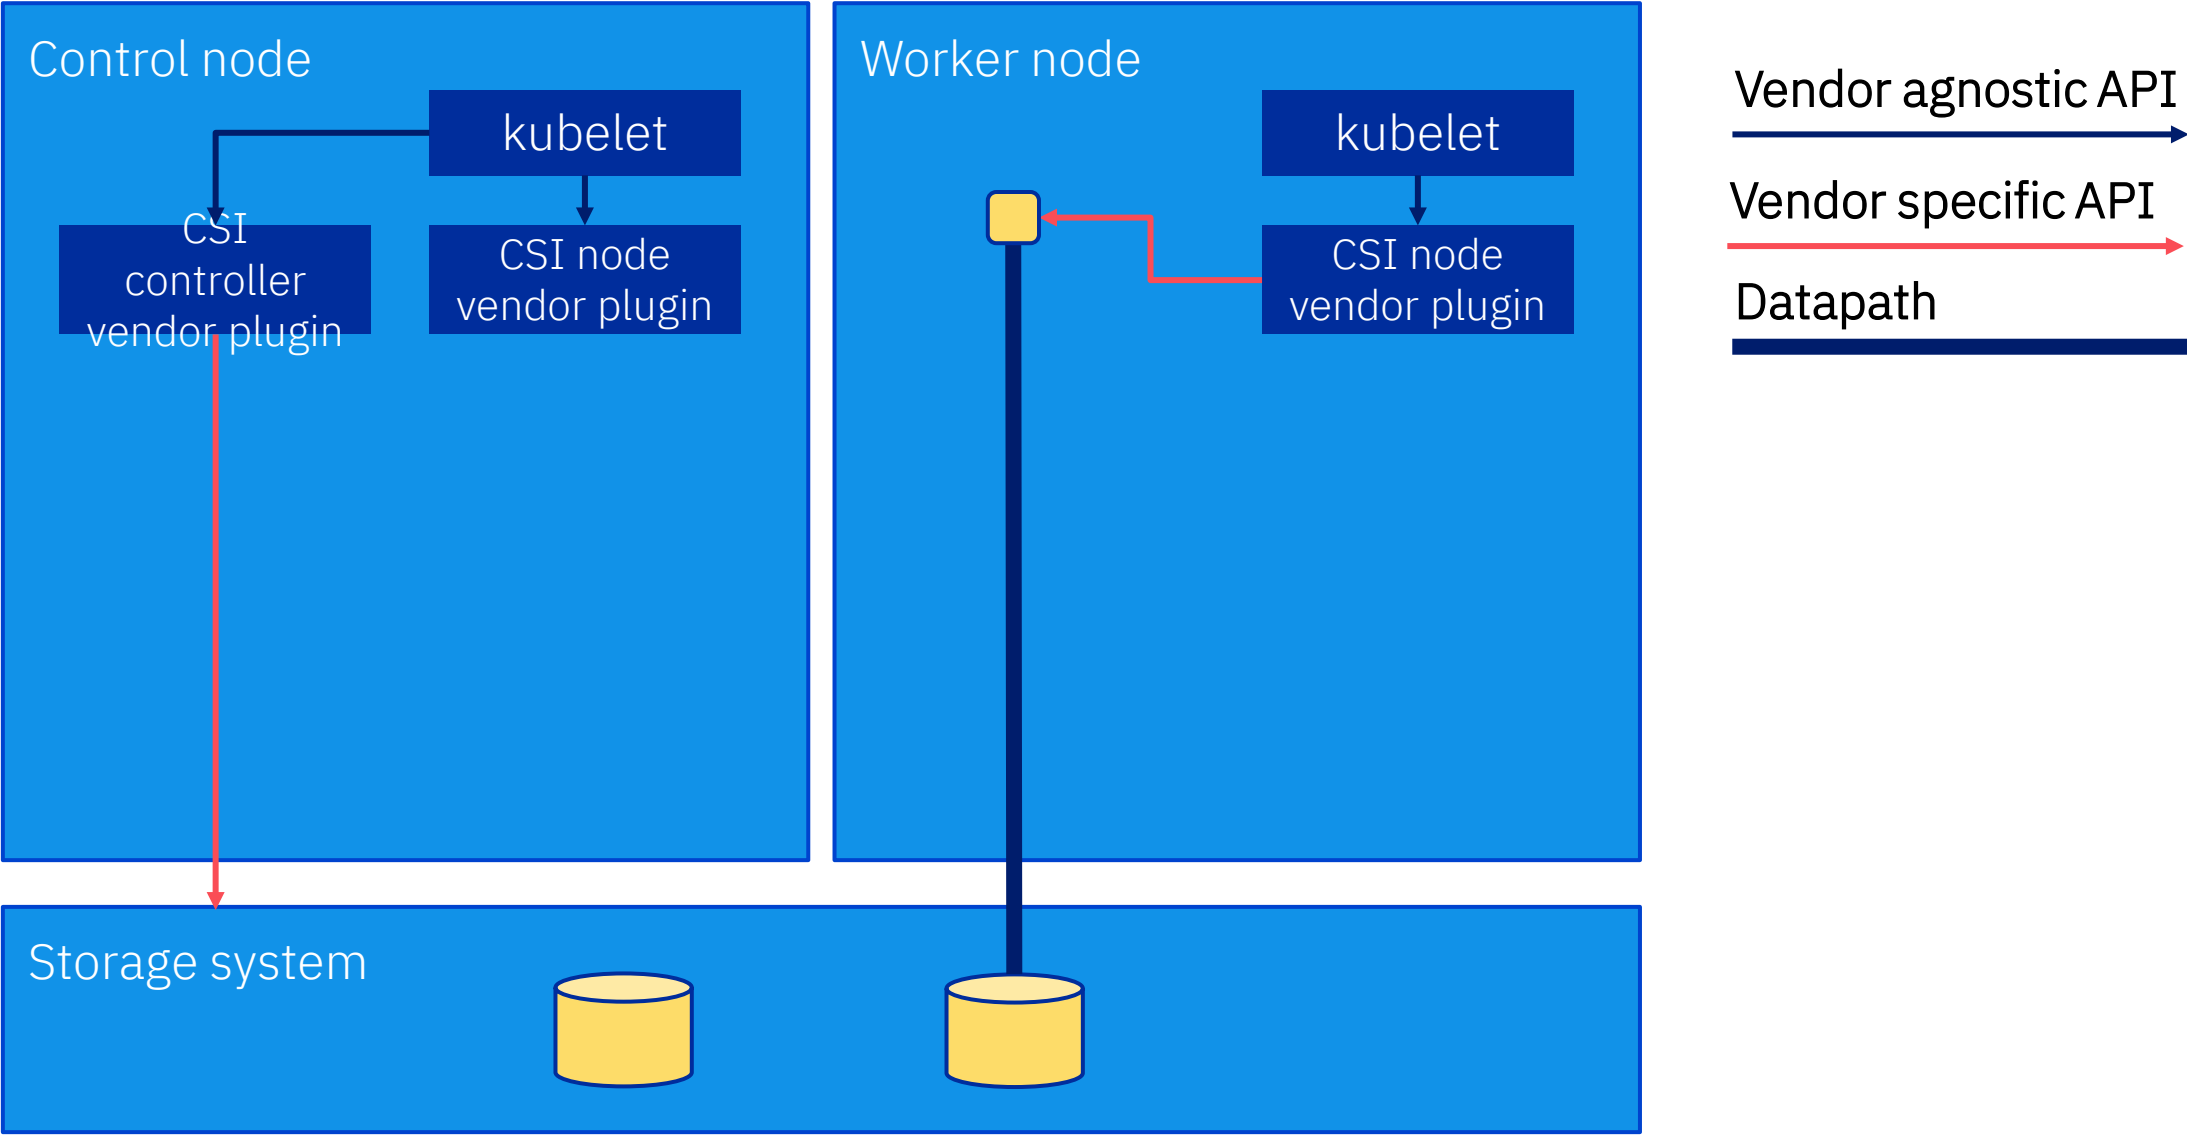 Control node
kubelet
CSI
controller
vendor plugin
CSI node
vendor plugin
Worker node
kubelet
CSI node
vendor plugin
Vendor agnostic API
Vendor specific API
Datapath
Storage system